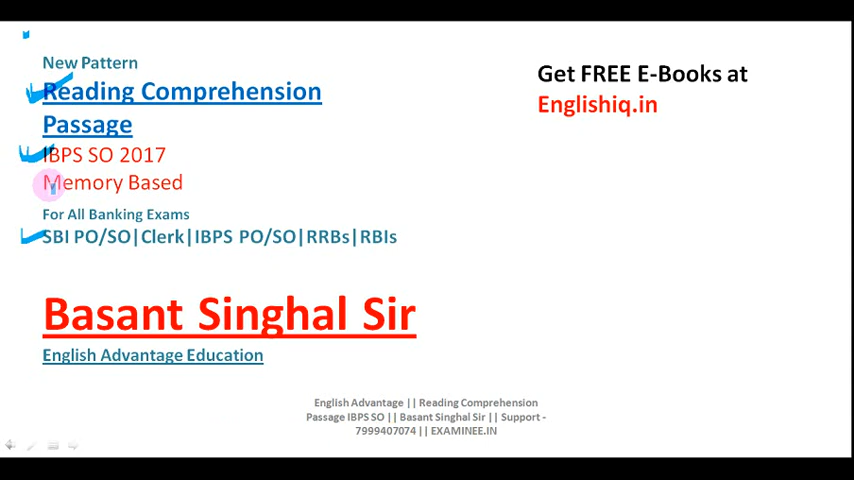 New Pattern
Reading Comprehension
Passage
IBPS SO 2017
Memory Based
For All Banking Exams
SBI PO/SO|Clerk|IBPS PO/SO|RRBs|RBIs
Basant Singhal Sir
English Advantage Education
Get FREE E-Books at
Englishiq.in
English Advantage || Reading Comprehension
Passage IBPS SO || Basant Singhal Sir || Support -
7999407074 || EXAMINEE.IN